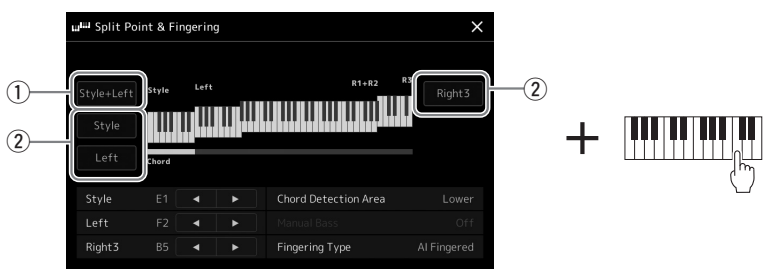 Split Point & Fingering ×
R1+R2 R3
Style Left
1 Style+Left Right3 2
Style
2
Left
Chord
+
Style E1 ◄ ► Chord Detection Area Lower
Left F2 ◄ ► Manual Bass Off
Right3 B5 ◄ ► Fingering Type AI Fingered